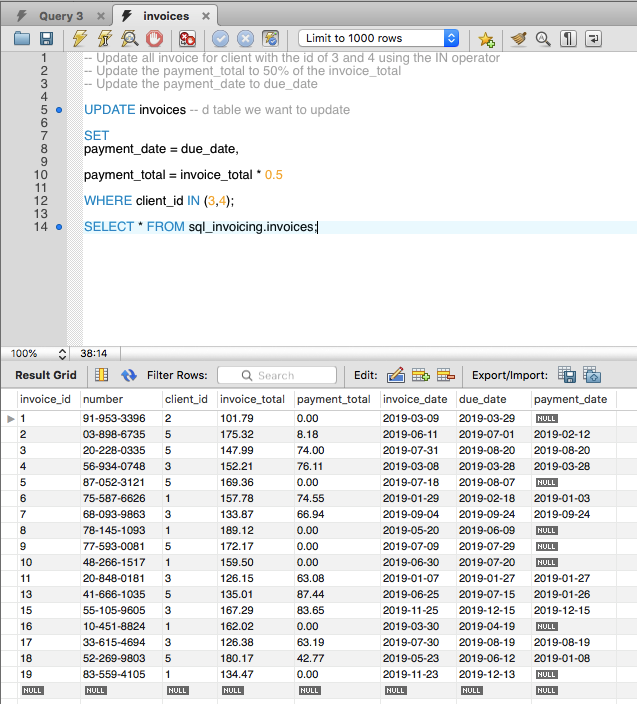 Query 3
invoices
Limit to 1000 rows
1 -- Update all invoice for client with the id of 3 and 4 using the IN operator
2 -- Update the payment_total to 50% of the invoice_total
3 -- Update the payment_date to due_date
4
5 UPDATE invoices -- d table we want to update
6
7 SET
8 payment_date = due_date,
9
10 payment_total = invoice_total * 0.5
11
12 WHERE client_id IN (3,4);
13
14 SELECT * FROM sql_invoicing.invoices;
100% 38:14
Result Grid Filter Rows: Search Edit: Export/Import:
invoice_id number client_id invoice_total payment_total invoice_date due_date payment_date
1 91-953-3396 2 101.79 0.00 2019-03-09 2019-03-29 NULL
2 03-898-6735 5 175.32 8.18 2019-06-11 2019-07-01 2019-02-12
3 20-228-0335 5 147.99 74.00 2019-07-31 2019-08-20 2019-08-20
4 56-934-0748 3 152.21 76.11 2019-03-08 2019-03-28 2019-03-28
5 87-052-3121 5 169.36 0.00 2019-07-18 2019-08-07 NULL
6 75-587-6626 1 157.78 74.55 2019-01-29 2019-02-18 2019-01-03
7 68-093-9863 3 133.87 66.94 2019-09-04 2019-09-24 2019-09-24
8 78-145-1093 1 189.12 0.00 2019-05-20 2019-06-09 NULL
9 77-593-0081 5 172.17 0.00 2019-07-09 2019-07-29 NULL
10 48-266-1517 1 159.50 0.00 2019-06-30 2019-07-20 NULL
11 20-848-0181 3 126.15 63.08 2019-01-07 2019-01-27 2019-01-27
13 41-666-1035 5 135.01 87.44 2019-06-25 2019-07-15 2019-01-26
15 55-105-9605 3 167.29 83.65 2019-11-25 2019-12-15 2019-12-15
16 10-451-8824 1 162.02 0.00 2019-03-30 2019-04-19 NULL
17 33-615-4694 3 126.38 63.19 2019-07-30 2019-08-19 2019-08-19
18 52-269-9803 5 180.17 42.77 2019-05-23 2019-06-12 2019-01-08
19 83-559-4105 1 134.47 0.00 2019-11-23 2019-12-13 NULL
NULL NULL NULL NULL NULL NULL NULL NULL